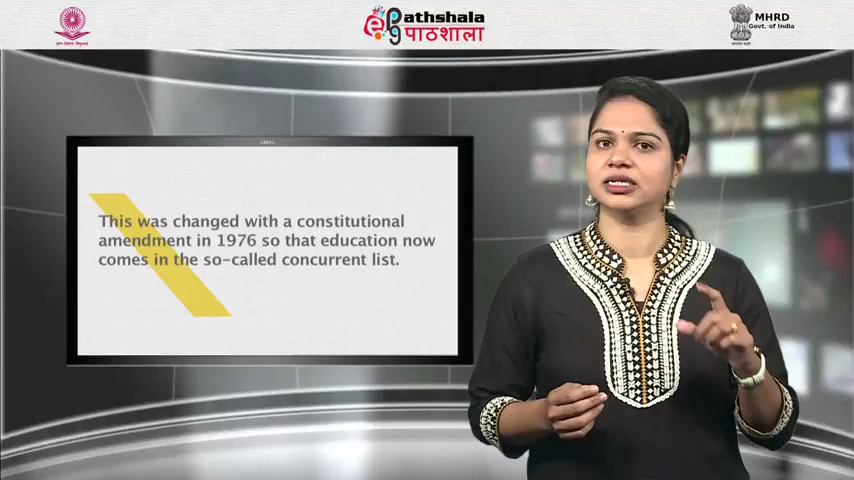 ePathshala
पाठशाला
MHRD
Govt. of India
This was changed with a constitutional
amendment in 1976 so that education now
comes in the so-called concurrent list.